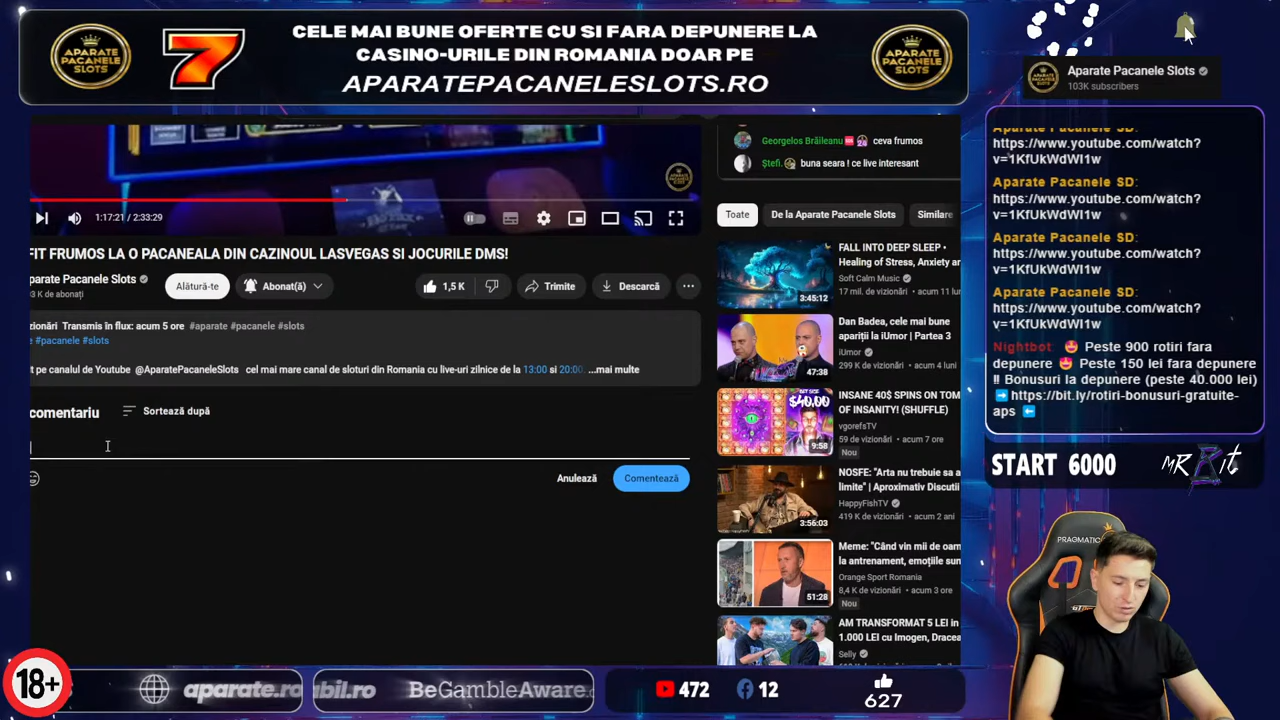 CELE MAI BUNE OFERTE CU SI FARA DEPUNERE LA
CASINO-URILE DIN ROMANIA DOAR PE
APARATEPACANELESLOTS.RO
APARATE
PACANELE
SLOTS
7
APARATE
PACANELE
SLOTS
Aparate Pacanele Slots
103K subscribers
Georgelos Brăileanu ceva frumos
Ștefi. buna seara ! ce live interesant
1:17:21 / 2:33:29
Toate
De la Aparate Pacanele Slots
Similare
FIT FRUMOS LA O PACANEALA DIN CAZINOUL LASVEGAS SI JOCURILE DMS!
parate Pacanele Slots
3 K de abonați
Alătură-te
Abonat(ă)
1,5 K
Trimite
Descarcă
zionări Transmis în flux: acum 5 ore #aparate #pacanele #slots
e #pacanele #slots
t pe canalul de Youtube @AparatePacaneleSlots cel mai mare canal de sloturi din Romania cu live-uri zilnice de la 13:00 si 20:00. ...mai multe
comentariu
Sortează după
Anulează
Comentează
FALL INTO DEEP SLEEP •
Healing of Stress, Anxiety an
Soft Calm Music
17 mil. de vizionări • acum 11 lun
3:45:12
Dan Badea, cele mai bune
apariții la iUmor | Partea 3
iUmor
2 M de vizionări • acum 4 luni
47:38
INSANE 40$ SPINS ON TOM
OF INSANITY! (SHUFFLE)
vgorefsTV
59 de vizionări • acum 7 ore
Nou
$40,00
9:58
NOSFE: "Arta nu trebuie sa a
limite" | Aproximativ Discutii
HappyFishTV
419 K de vizionări • acum 2 ani
3:56:03
Meme: "Când vin mii de oam
la antrenament, emoțiile sun
Orange Sport Romania
8,4 K de vizionări • acum 3 ore
Nou
51:28
AM TRANSFORMAT 5 LEI in
1.000 LEI cu Imogen, Dracea
Selly
Aparate Pacanele SD:
https://www.youtube.com/watch?
v=1KfUkWdWI1w
Aparate Pacanele SD:
https://www.youtube.com/watch?
v=1KfUkWdWI1w
Aparate Pacanele SD:
https://www.youtube.com/watch?
v=1KfUkWdWI1w
Aparate Pacanele SD:
https://www.youtube.com/watch?
v=1KfUkWdWI1w
Nightbot: Peste 900 rotiri fara
depunere Peste 150 lei fara depunere
‼ Bonusuri la depunere (peste 40.000 lei)
https://bit.ly/rotiri-bonusuri-gratuite-
aps
START 6000
MR Bit
PRAGMATIC
18+
aparate.ro
abil.ro
BeGambleAware.
472
12
627